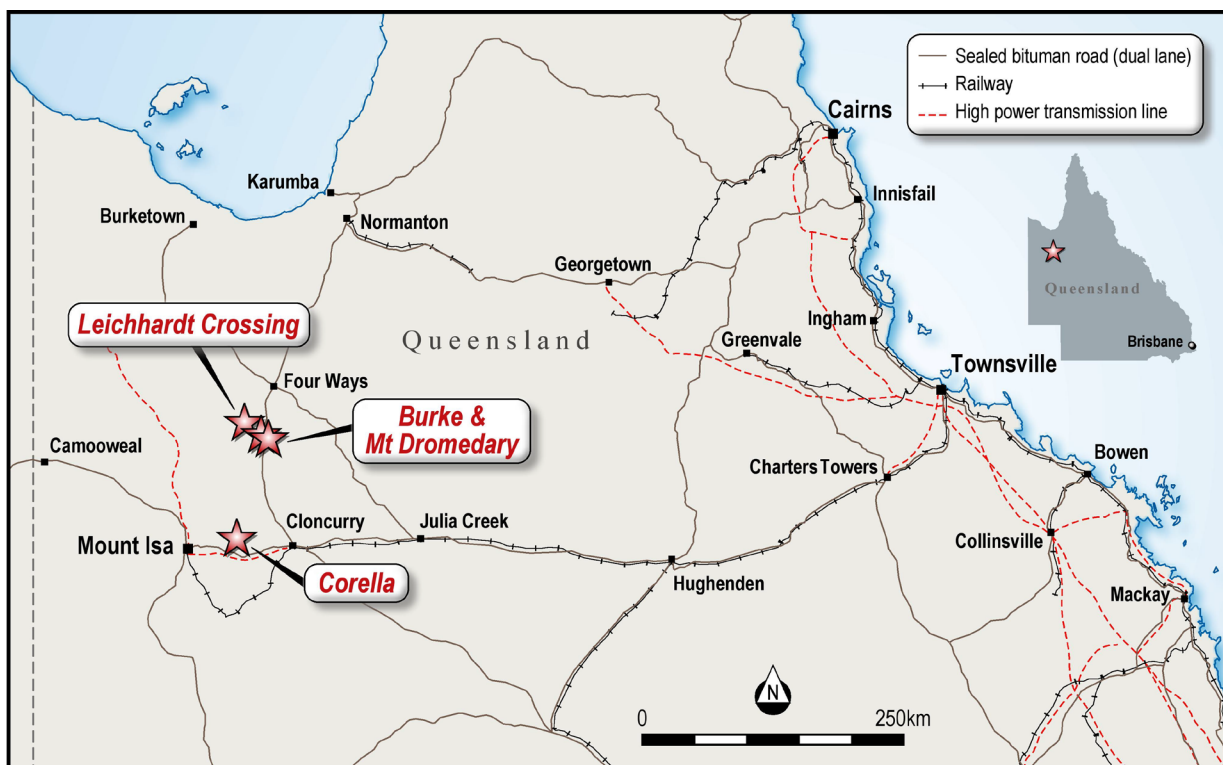 Sealed bituman road (dual lane)
Railway
High power transmission line
Cairns
Karumba
Innisfail
Burketown
Normanton
Georgetown
Queensland
Brisbane
Leichhardt Crossing
Ingham
Queensland
Greenvale
Townsville
Four Ways
Burke &
Mt Dromedary
Camooweal
Charters Towers
Bowen
Cloncurry
Julia Creek
Mount Isa
Collinsville
Corella
Hughenden
Mackay
N
0
250km